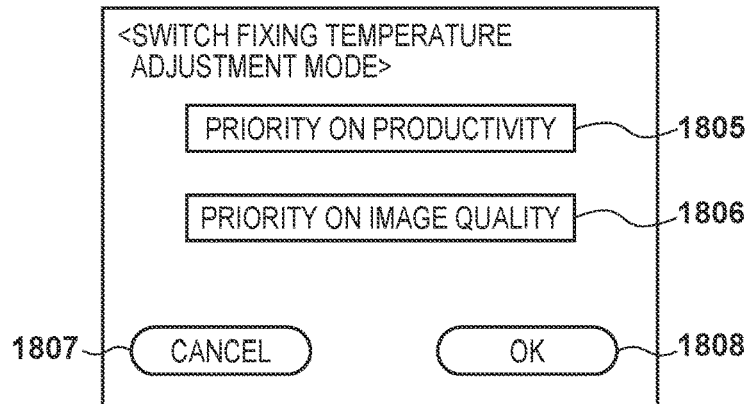 <SWITCH FIXING TEMPERATURE
ADJUSTMENT MODE>
PRIORITY ON PRODUCTIVITY 1805
PRIORITY ON IMAGE QUALITY 1806
1807 CANCEL OK 1808